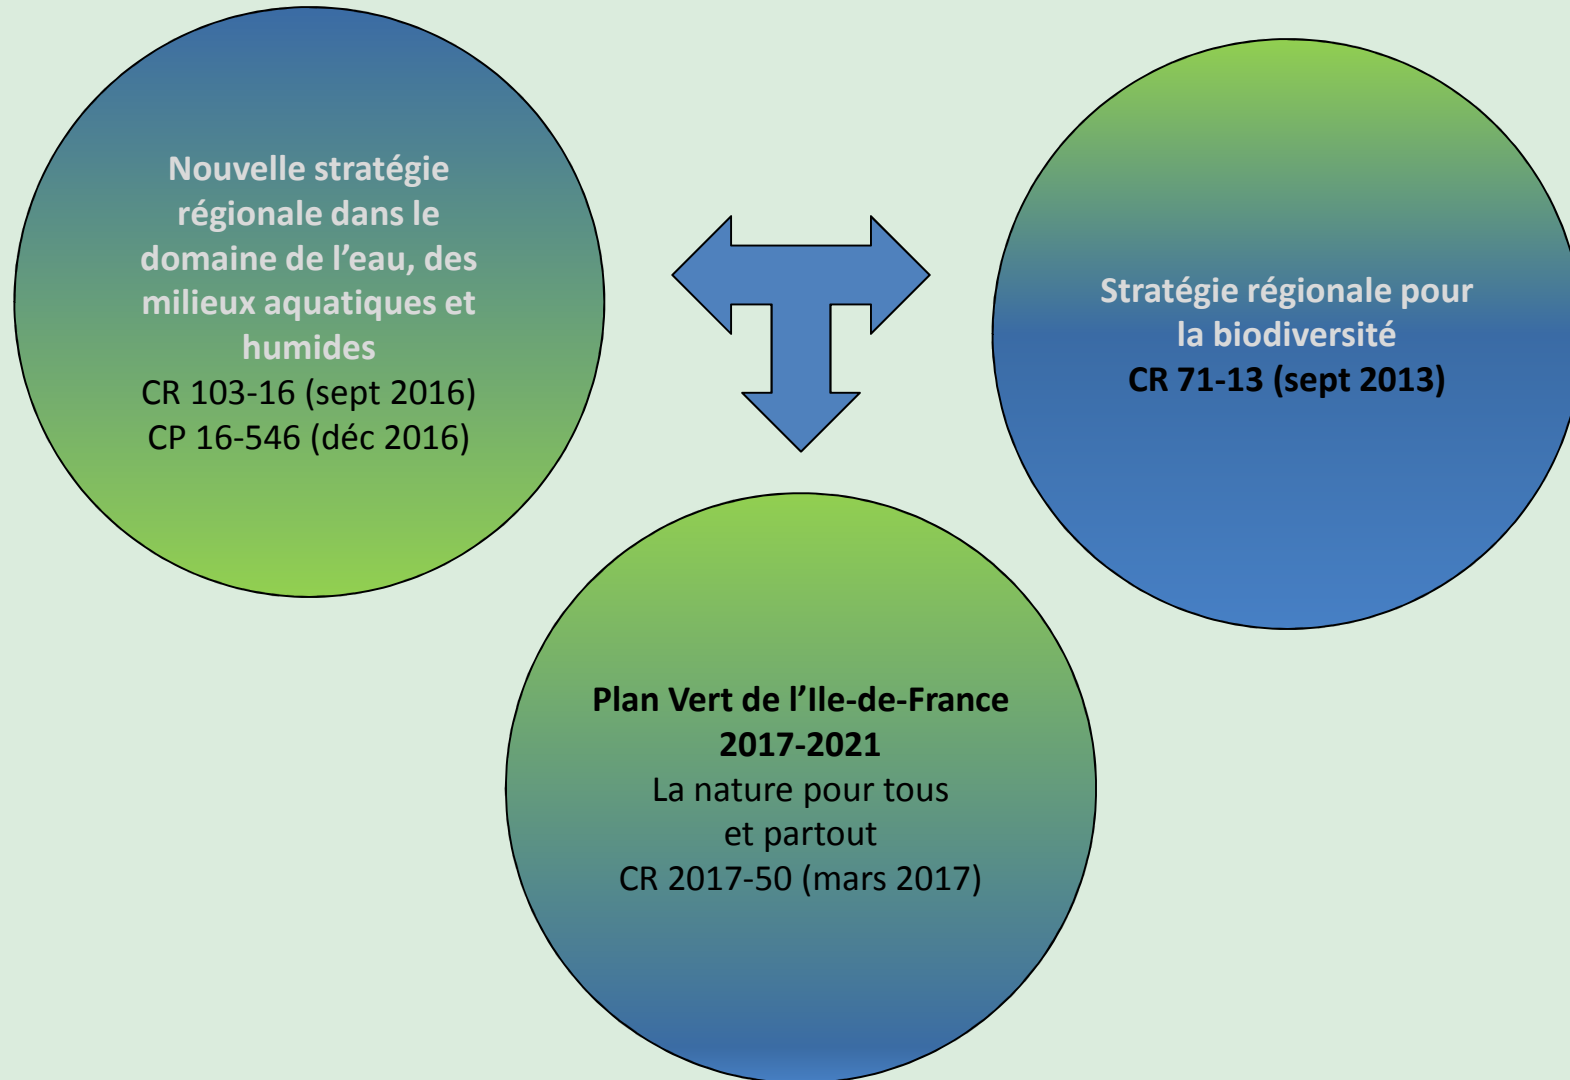 Nouvelle stratégie
régionale dans le
domaine de l’eau, des
milieux aquatiques et
humides
CR 103-16 (sept 2016)
CP 16-546 (déc 2016)
Stratégie régionale pour
la biodiversité
CR 71-13 (sept 2013)
Plan Vert de l’Ile-de-France
2017-2021
La nature pour tous
et partout
CR 2017-50 (mars 2017)